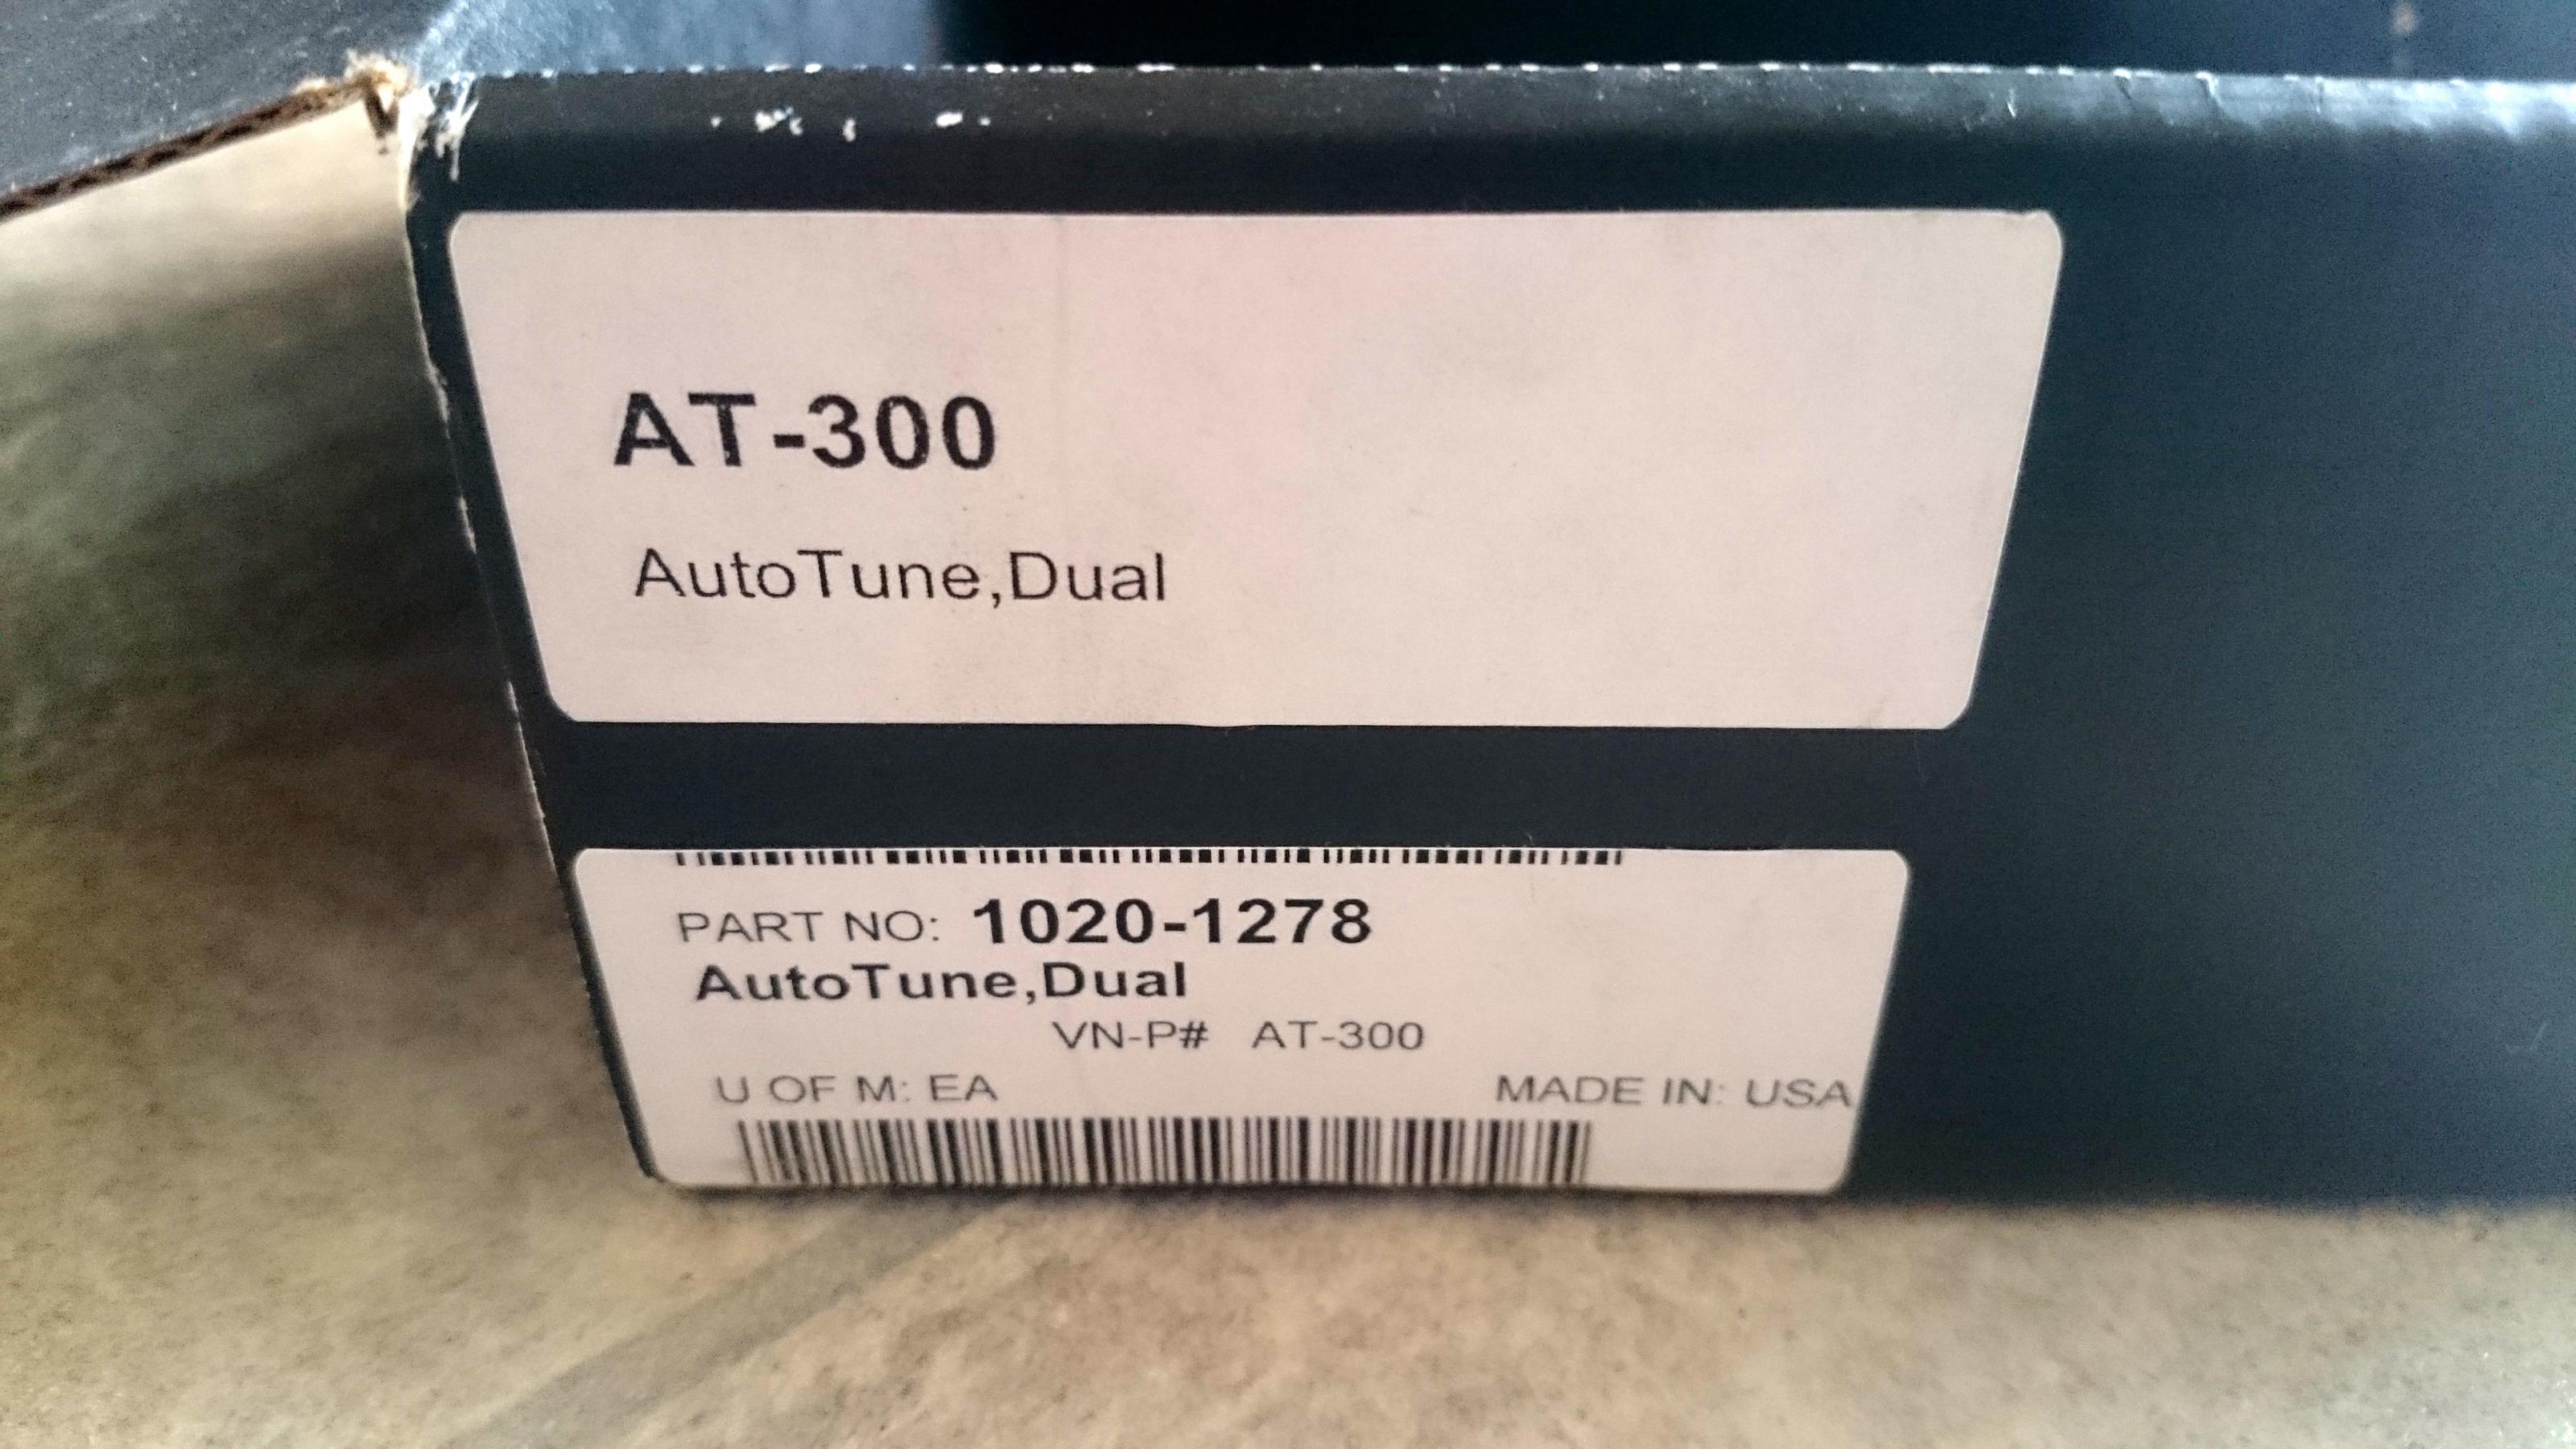 AT-300
AutoTune,Dual
PART NO: 1020-1278
AutoTune,Dual
VN-P# AT-300
U OF M: EA MADE IN: USA